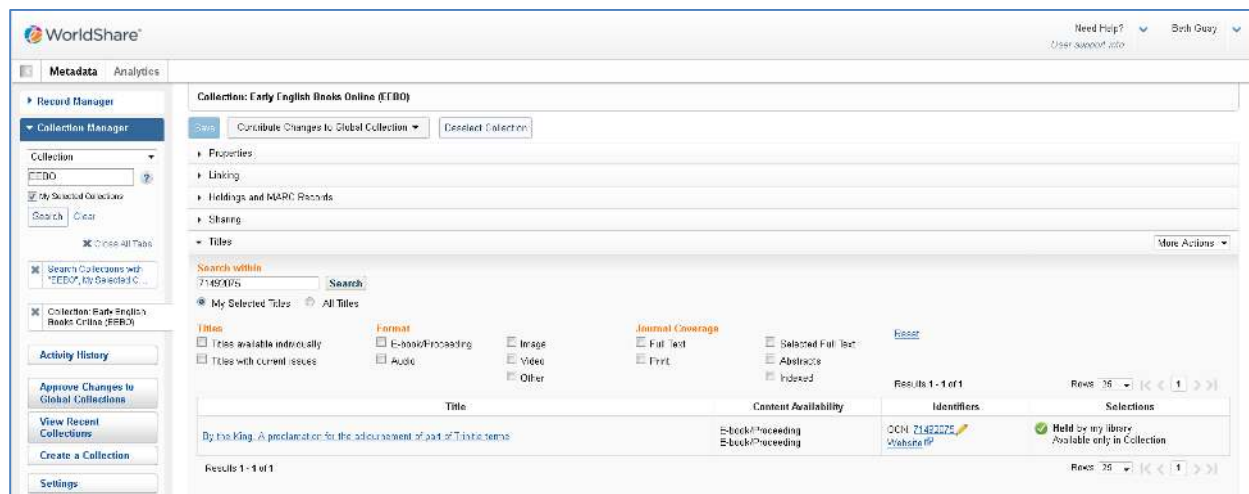 WorldShare®
Need Help?
Beth Guay
User support info
Metadata Analytics
Record Manager
Collection Manager
Collection
EEBO
?
My Selected Collections
Search Clear
Close All Tabs
Search Collections with
"EEBO", My Selected C...
Collection: Early English
Books Online (EEBO)
Activity History
Approve Changes to
Global Collections
View Recent
Collections
Create a Collection
Settings
Collection: Early English Books Online (EEBO)
Save Contribute Changes to Global Collection Deselect Collection
Properties
Linking
Holdings and MARC Records
Sharing
Titles
More Actions
Search within
71492075 Search
My Selected Titles All Titles
Titles Format Journal Coverage
Reset
Titles available individually E-book/Proceeding Image Full Text Selected Full Text
Titles with current issues Audio Video Print Abstracts
Other Indexed
Results 1 - 1 of 1 Rows 25 |< < 1 > >|
Title Content Availability Identifiers Selections
By the King. A proclamation for the adiournement of part of Trinitie terme
E-book/Proceeding
E-book/Proceeding
OCN: 71492075
Website
Held by my library
Available only in Collection
Results 1 - 1 of 1 Rows 25 |< < 1 > >|